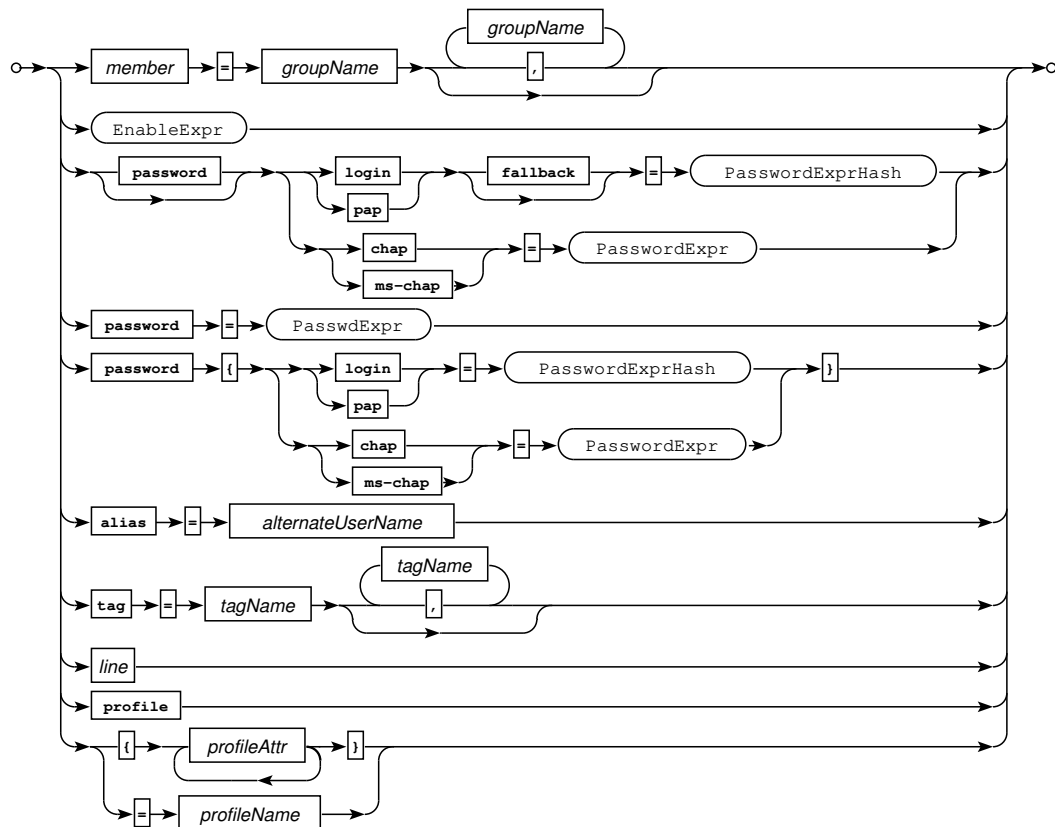 groupName
member = groupName ,
EnableExpr
password login fallback = PasswordExprHash
pap
chap = PasswordExpr
ms-chap
password = PasswdExpr
password { login = PasswordExprHash }
pap
chap = PasswordExpr
ms-chap
alias = alternateUserName
tagName
tag = tagName ,
line
profile
{ profileAttr }
= profileName